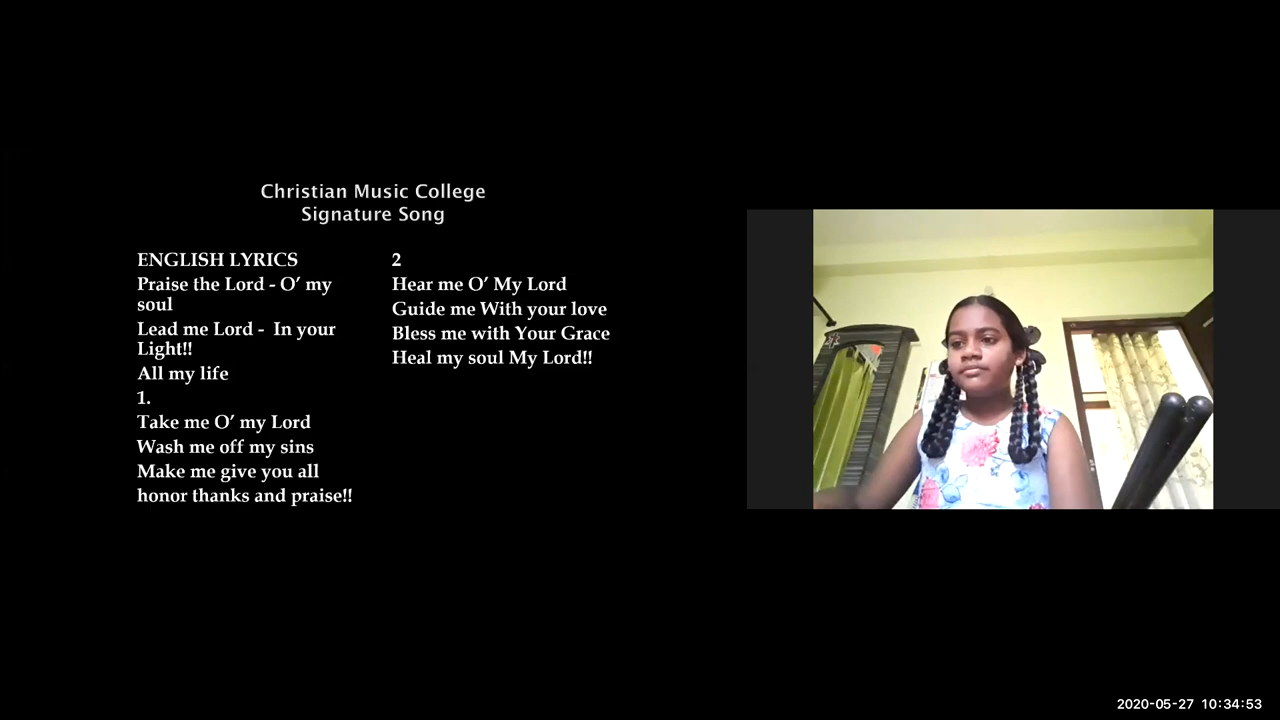 Christian Music College
Signature Song
ENGLISH LYRICS
Praise the Lord - O’ my
soul
Lead me Lord -  In your
Light!!
All my life
1.
Take me O’ my Lord
Wash me off my sins
Make me give you all
honor thanks and praise!!
2
Hear me O’ My Lord
Guide me With your love
Bless me with Your Grace
Heal my soul My Lord!!
2020-05-27 10:34:53